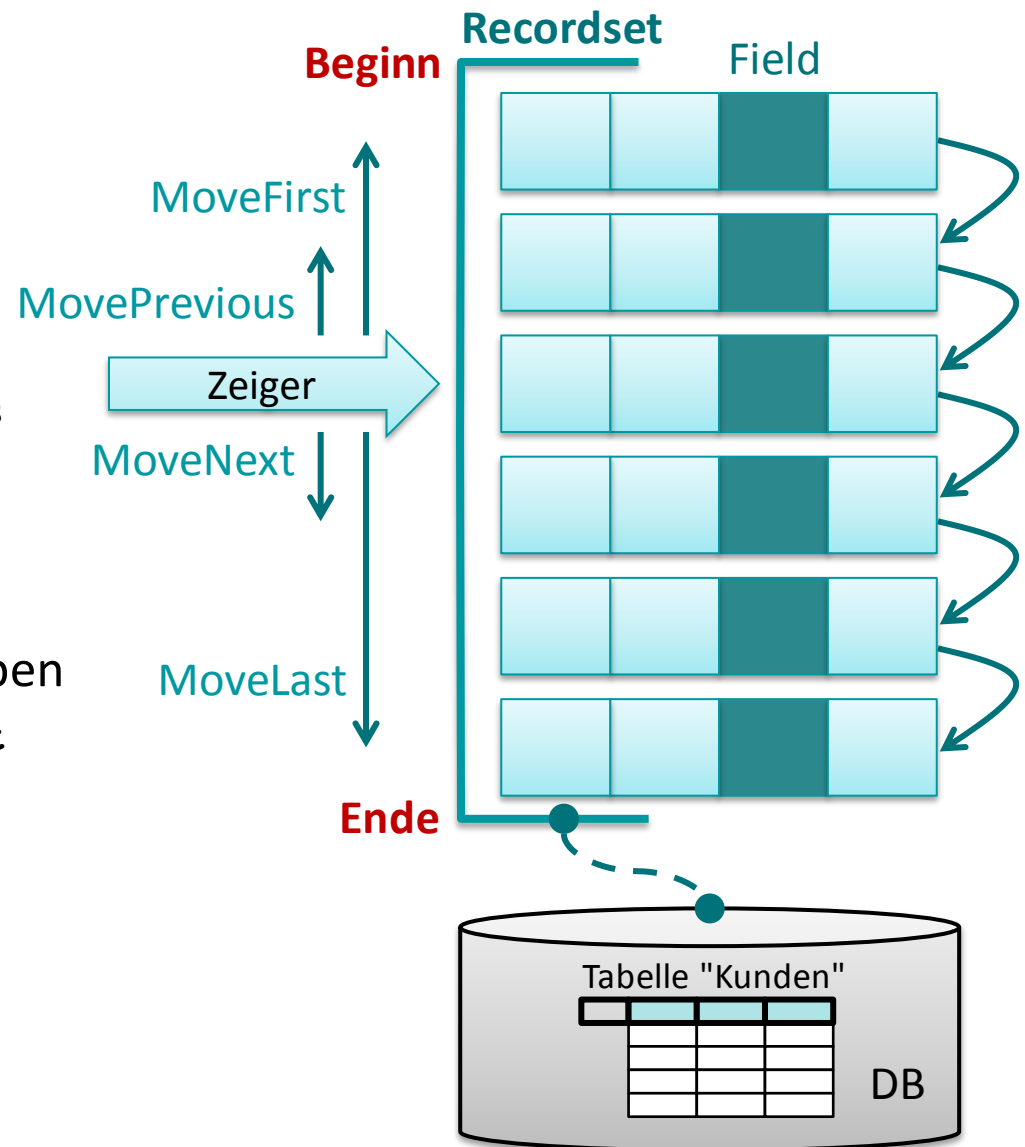 Recordset
Beginn
Field
MoveFirst
MovePrevious
Zeiger
MoveNext
MoveLast
Ende
Tabelle "Kunden"
DB